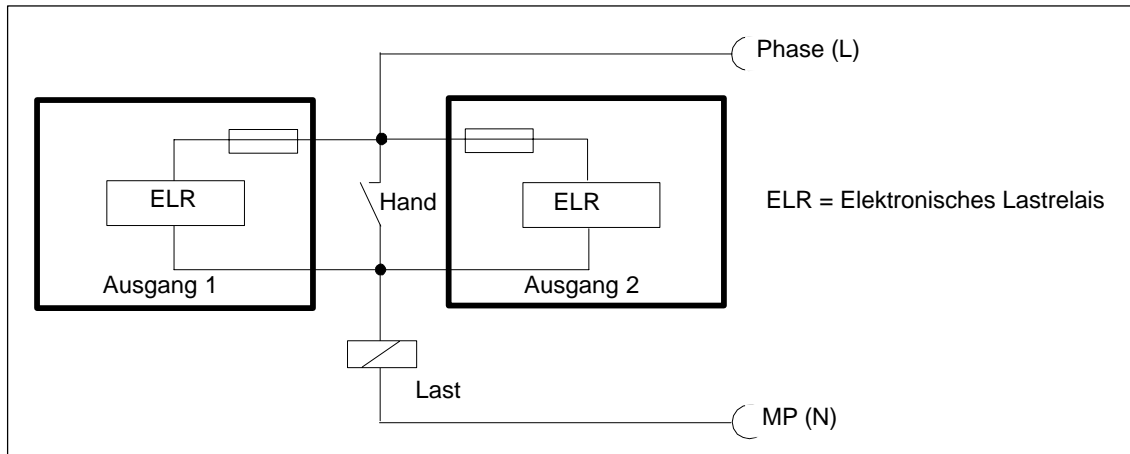 Phase (L)
ELR
Hand
ELR
ELR = Elektronisches Lastrelais
Ausgang 1
Ausgang 2
Last
MP (N)